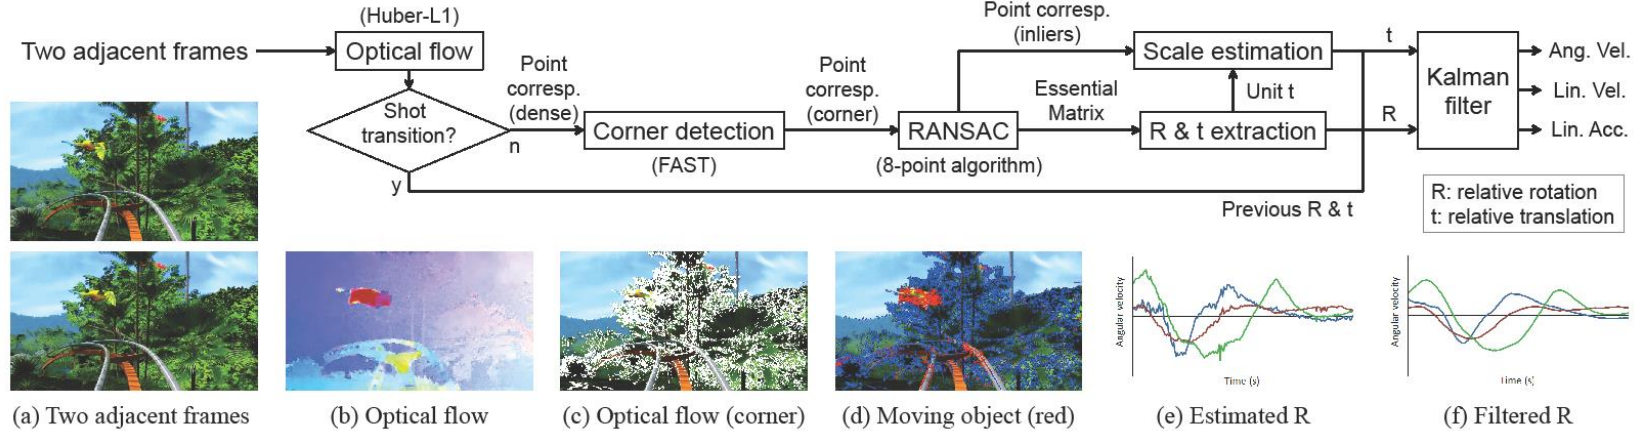 (Huber-L1)
Two adjacent frames
Optical flow
Shot
transition?
n
y
Point
corresp.
(dense)
Corner detection
(FAST)
Point
corresp.
(corner)
RANSAC
(8-point algorithm)
Point corresp.
(inliers)
Essential
Matrix
Scale estimation
Unit t
R & t extraction
Previous R & t
t
R
Kalman
filter
Ang. Vel.
Lin. Vel.
Lin. Acc.
R: relative rotation
t: relative translation
Angular velocity
Time (s)
Angular velocity
Time (s)
(a) Two adjacent frames
(b) Optical flow
(c) Optical flow (corner)
(d) Moving object (red)
(e) Estimated R
(f) Filtered R